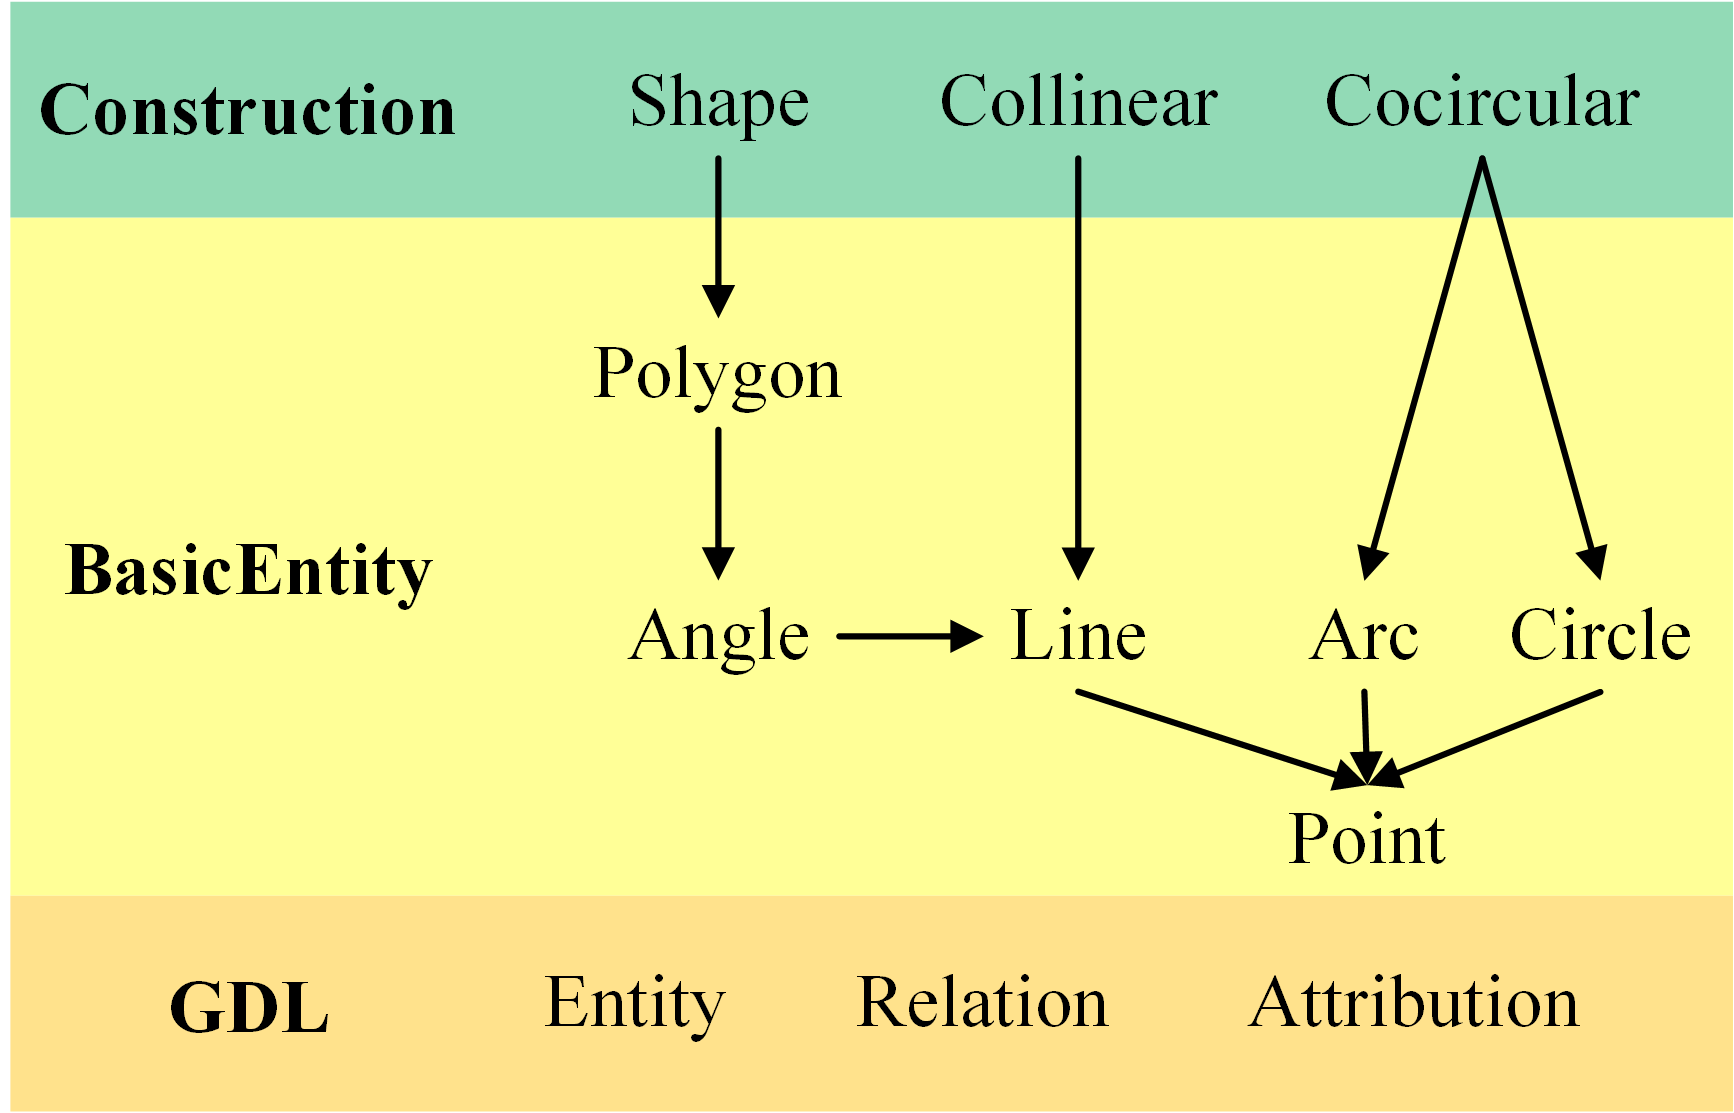 Construction Shape Collinear Cocircular
Polygon
BasicEntity
Angle Line Arc Circle
Point
GDL Entity Relation Attribution